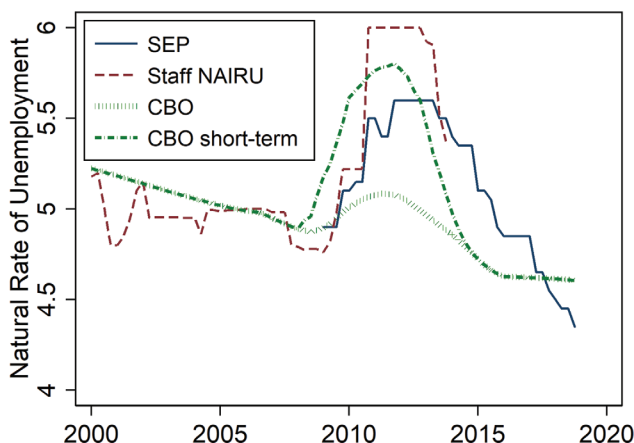 Natural Rate of Unemployment
6
5.5
5
4.5
4
SEP
Staff NAIRU
CBO
CBO short-term
2000 2005 2010 2015 2020